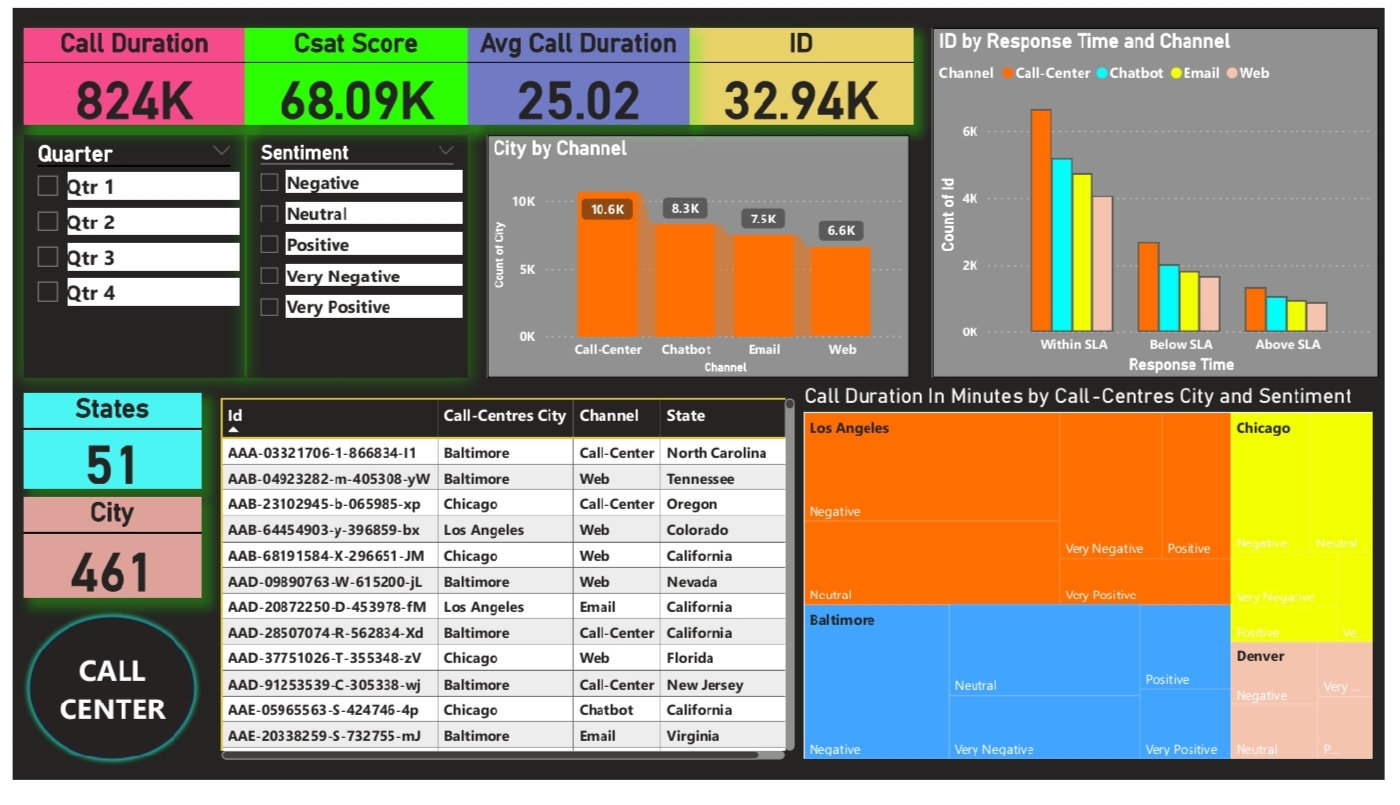 Call Duration
824K
Csat Score
68.09K
Avg Call Duration
25.02
ID
32.94K
Quarter
Qtr 1
Qtr 2
Qtr 3
Qtr 4
Sentiment
Negative
Neutral
Positive
Very Negative
Very Positive
City by Channel
Count of City
10K
5K
0K
10.6K
8.3K
7.5K
6.6K
Call-Center Chatbot Email Web
Channel
ID by Response Time and Channel
Channel Call-Center Chatbot Email Web
Count of Id
6K
4K
2K
0K
Within SLA Below SLA Above SLA
Response Time
States
51
City
461
CALL
CENTER
Id Call-Centres City Channel State
AAA-03321706-1-866834-I1 Baltimore Call-Center North Carolina
AAB-04923282-m-405308-yW Baltimore Web Tennessee
AAB-23102945-b-065985-xp Chicago Call-Center Oregon
AAB-64454903-y-396859-bx Los Angeles Web Colorado
AAB-68191584-X-296651-JM Chicago Web California
AAD-09890763-W-615200-jL Baltimore Web Nevada
AAD-20872250-D-453978-fM Los Angeles Email California
AAD-28507074-R-562834-Xd Baltimore Call-Center California
AAD-37751026-T-355348-zV Chicago Web Florida
AAD-91253539-C-305338-wj Baltimore Call-Center New Jersey
AAE-05965563-S-424746-4p Chicago Chatbot California
AAE-20338259-S-732755-mJ Baltimore Email Virginia
Call Duration In Minutes by Call-Centres City and Sentiment
Los Angeles
Negative
Neutral
Very Negative
Positive
Very Positive
Baltimore
Negative
Neutral
Very Negative
Positive
Very Positive
Chicago
Negative
Neutral
Very Negative
Positive
Ve...
Denver
Negative
Very ...
Neutral
P...